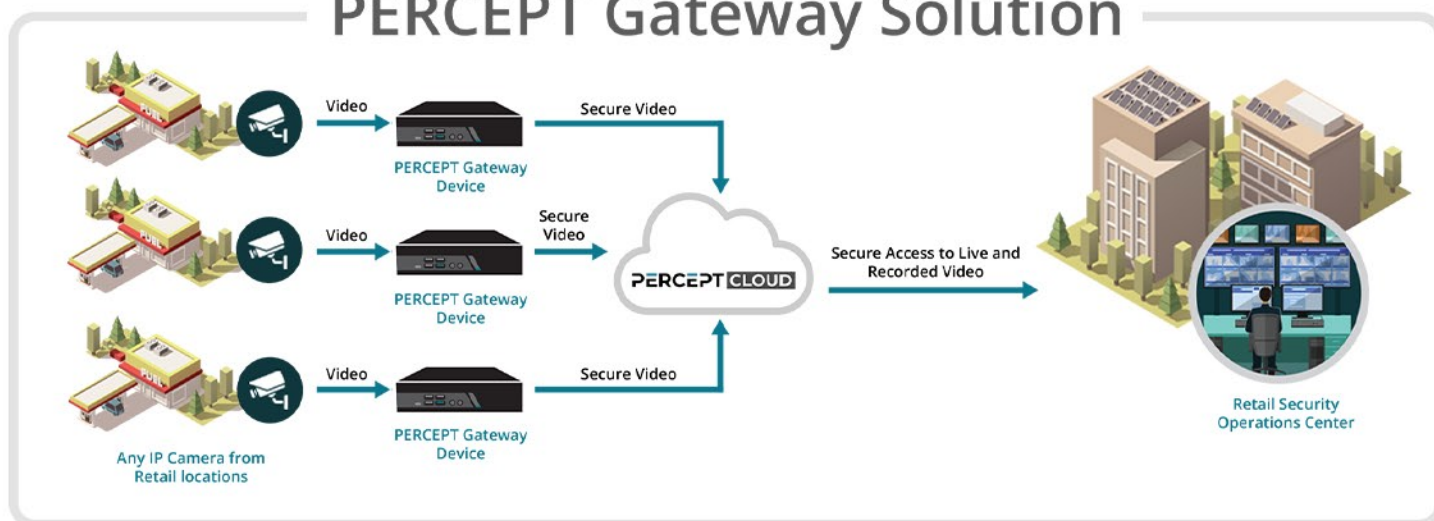 PERCEPT Gateway Solution
FUEL
Video
PERCEPT Gateway
Device
Secure Video
FUEL
Video
PERCEPT Gateway
Device
Secure
Video
PERCEPT CLOUD
Secure Access to Live and
Recorded Video
FUEL
Video
PERCEPT Gateway
Device
Secure Video
Any IP Camera from
Retail locations
Retail Security
Operations Center